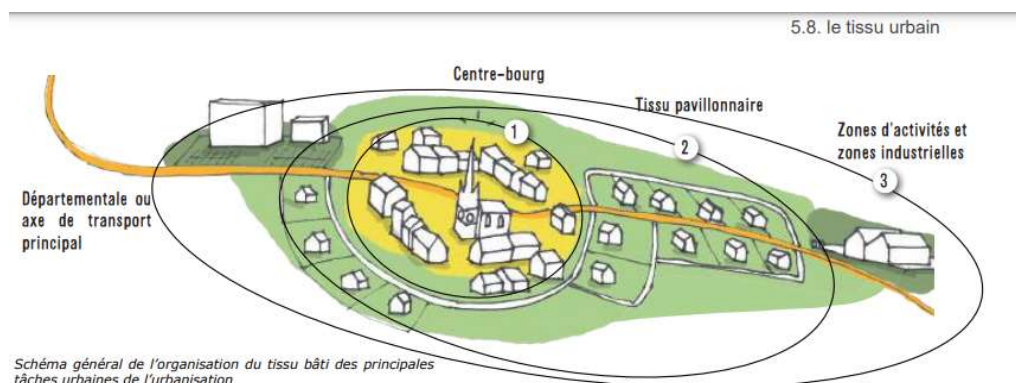 5.8. le tissu urbain
Centre-bourg
Tissu pavillonnaire
Zones d'activités et
zones industrielles
1
2
3
Départementale ou
axe de transport
principal
Schéma général de l'organisation du tissu bâti des principales
tâches urbaines de l'urbanisation